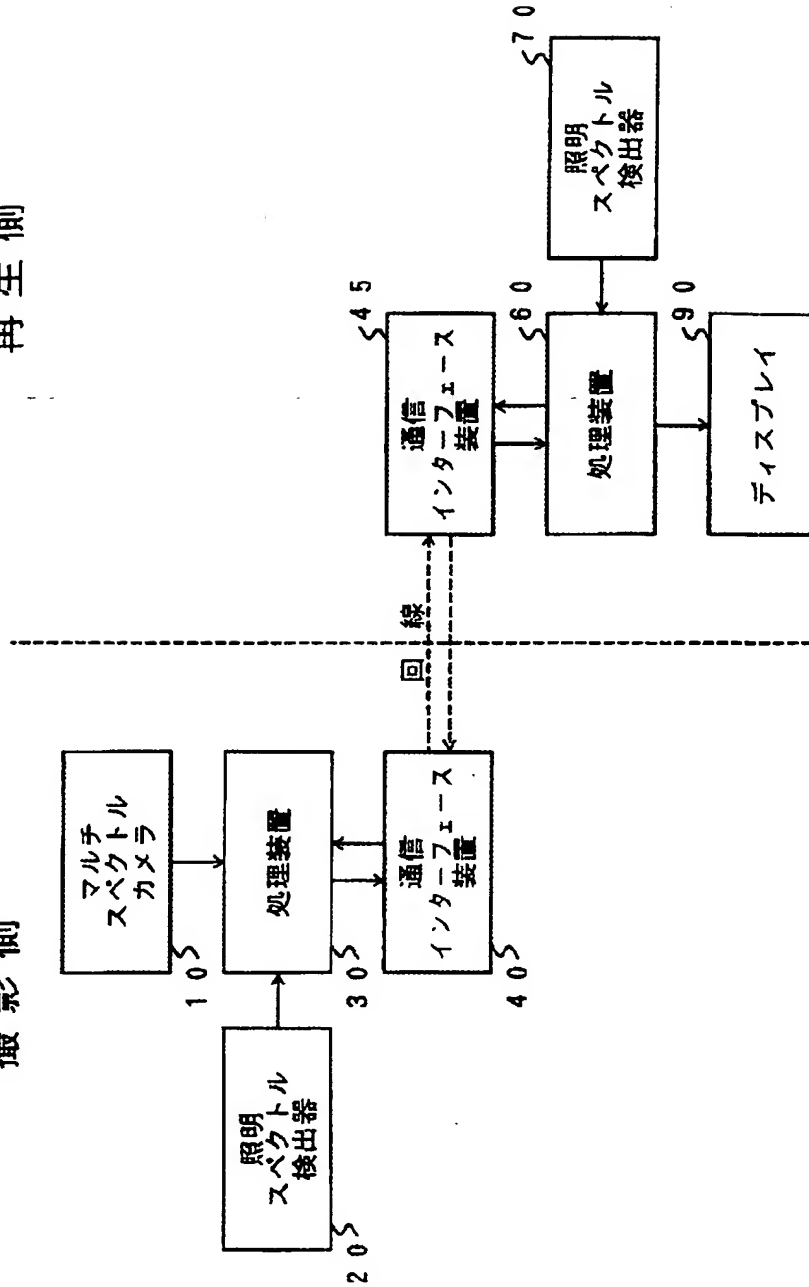 撮影側
マルチ
スペクトル
カメラ
10
照明
スペクトル
検出器
20
処理装置
30
通信
インターフェース
装置
40
回線
再生側
通信
インターフェース
装置
45
処理装置
60
照明
スペクトル
検出器
70
ディスプレイ
90